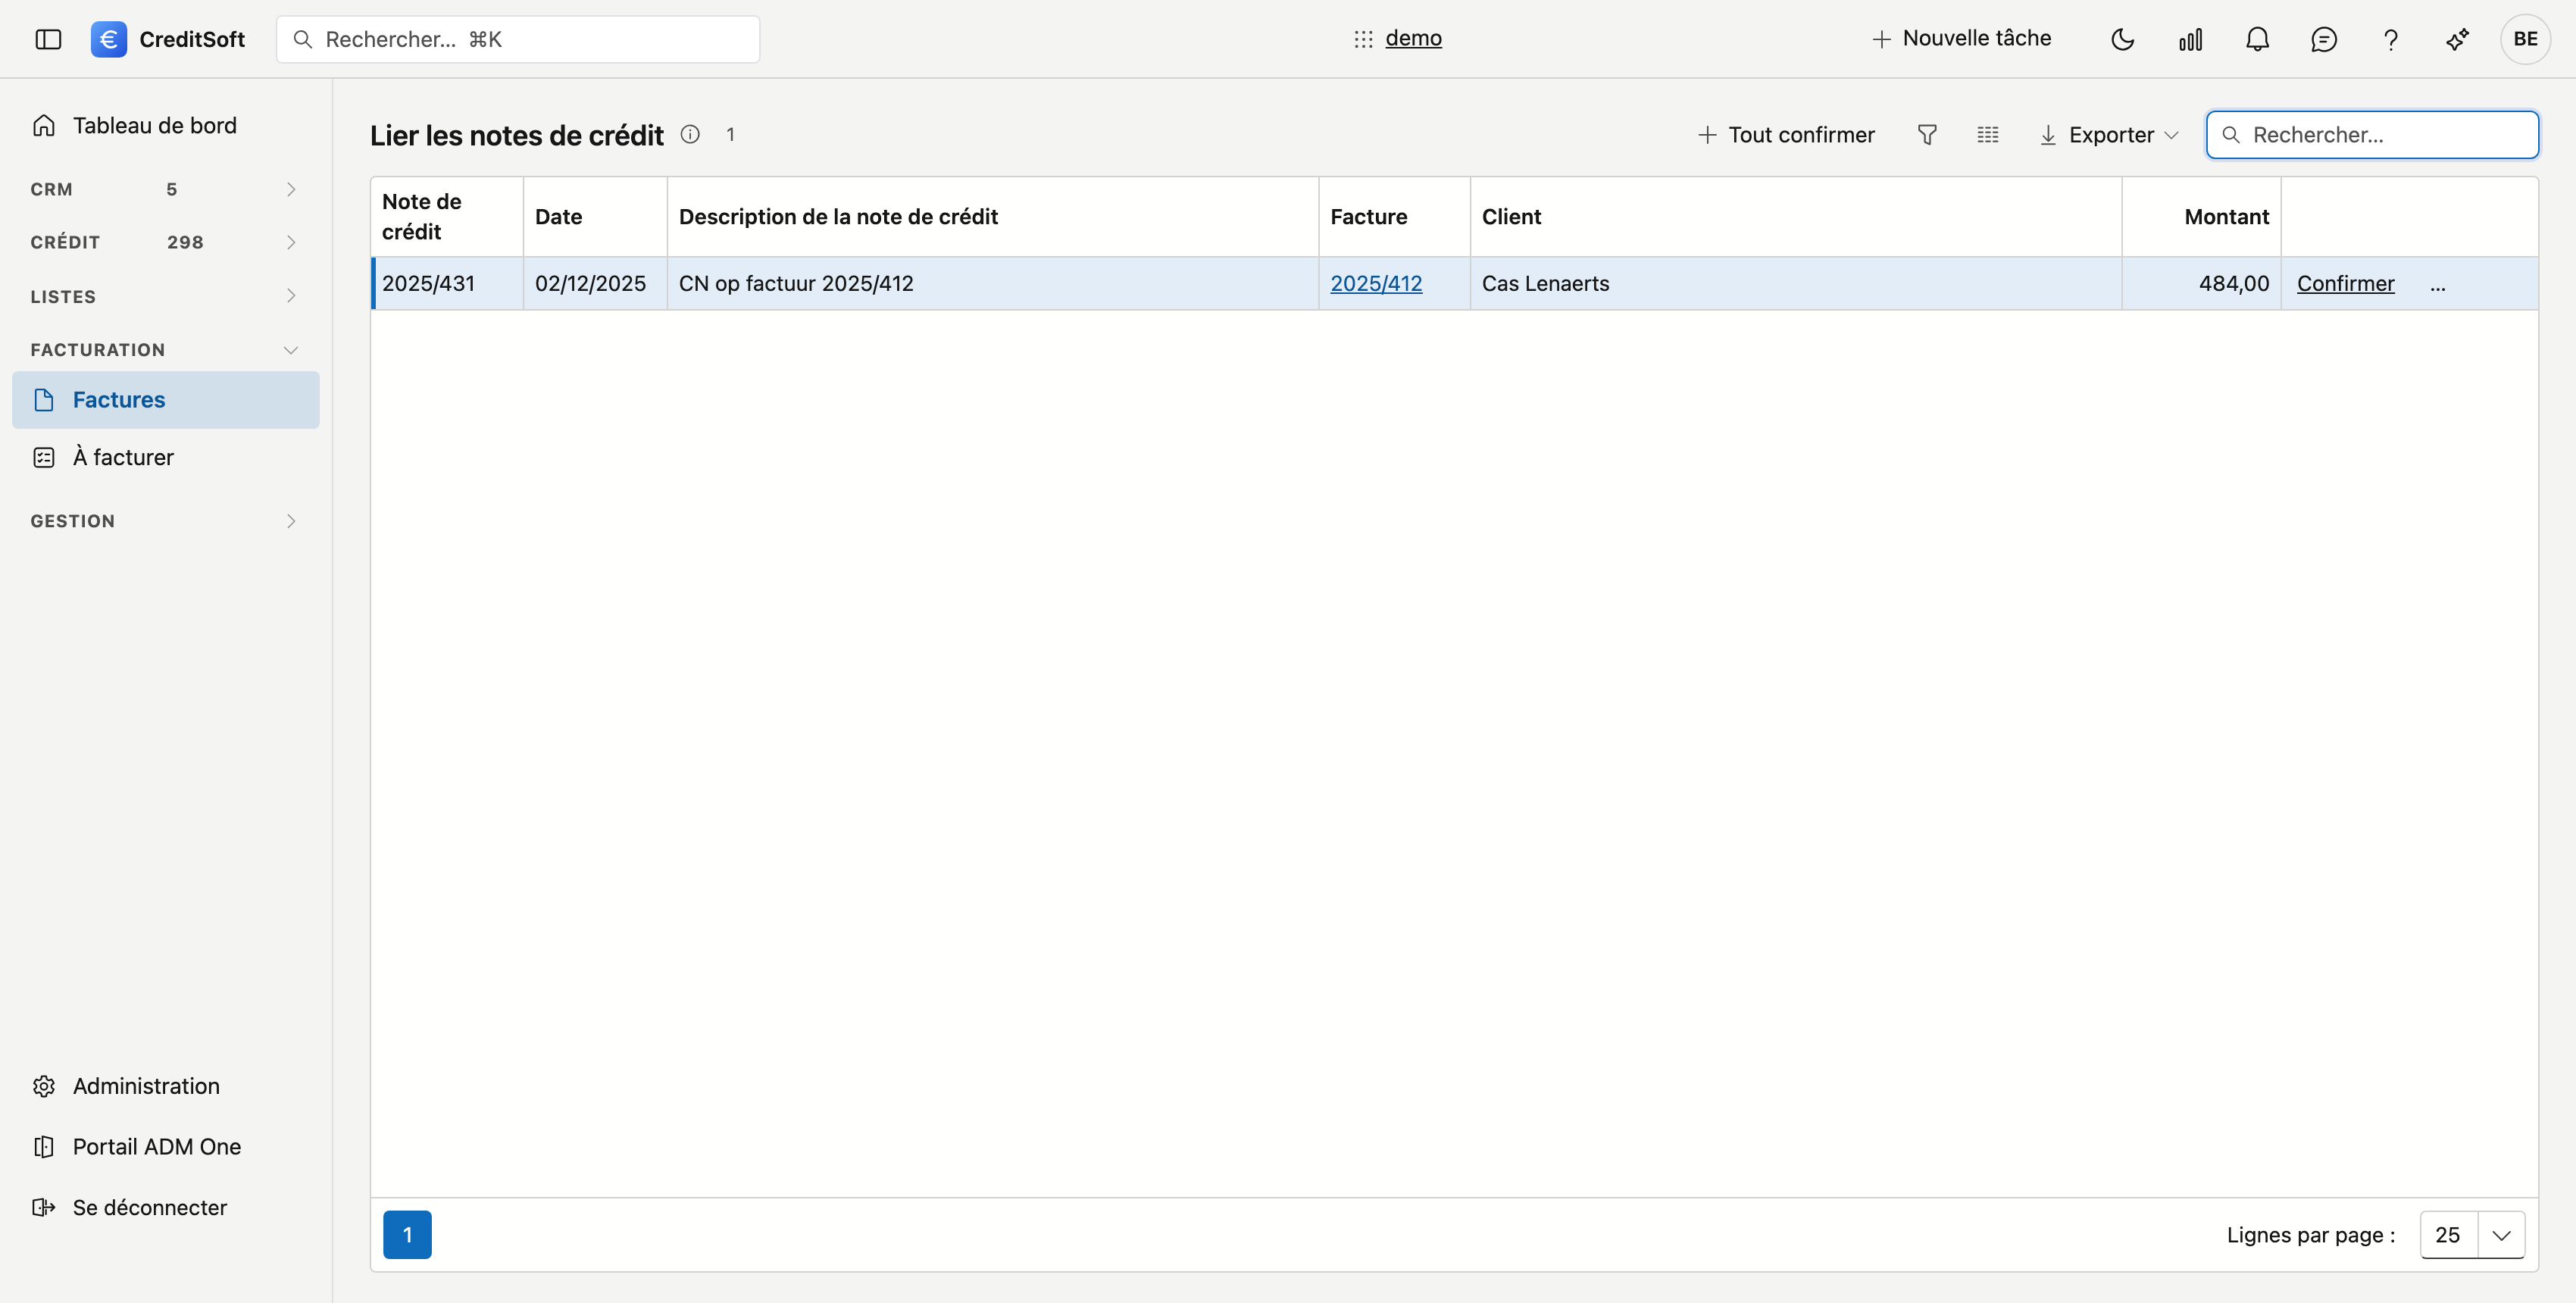 € CreditSoft
Rechercher... ⌘K
demo
Nouvelle tâche
BE
Tableau de bord
CRM 5
CRÉDIT 298
LISTES
FACTURATION
Factures
À facturer
GESTION
Administration
Portail ADM One
Se déconnecter
Lier les notes de crédit 1
Tout confirmer
Exporter
Rechercher...
Note de crédit Date Description de la note de crédit Facture Client Montant
2025/431 02/12/2025 CN op factuur 2025/412 2025/412 Cas Lenaerts 484,00 Confirmer ...
1
Lignes par page : 25